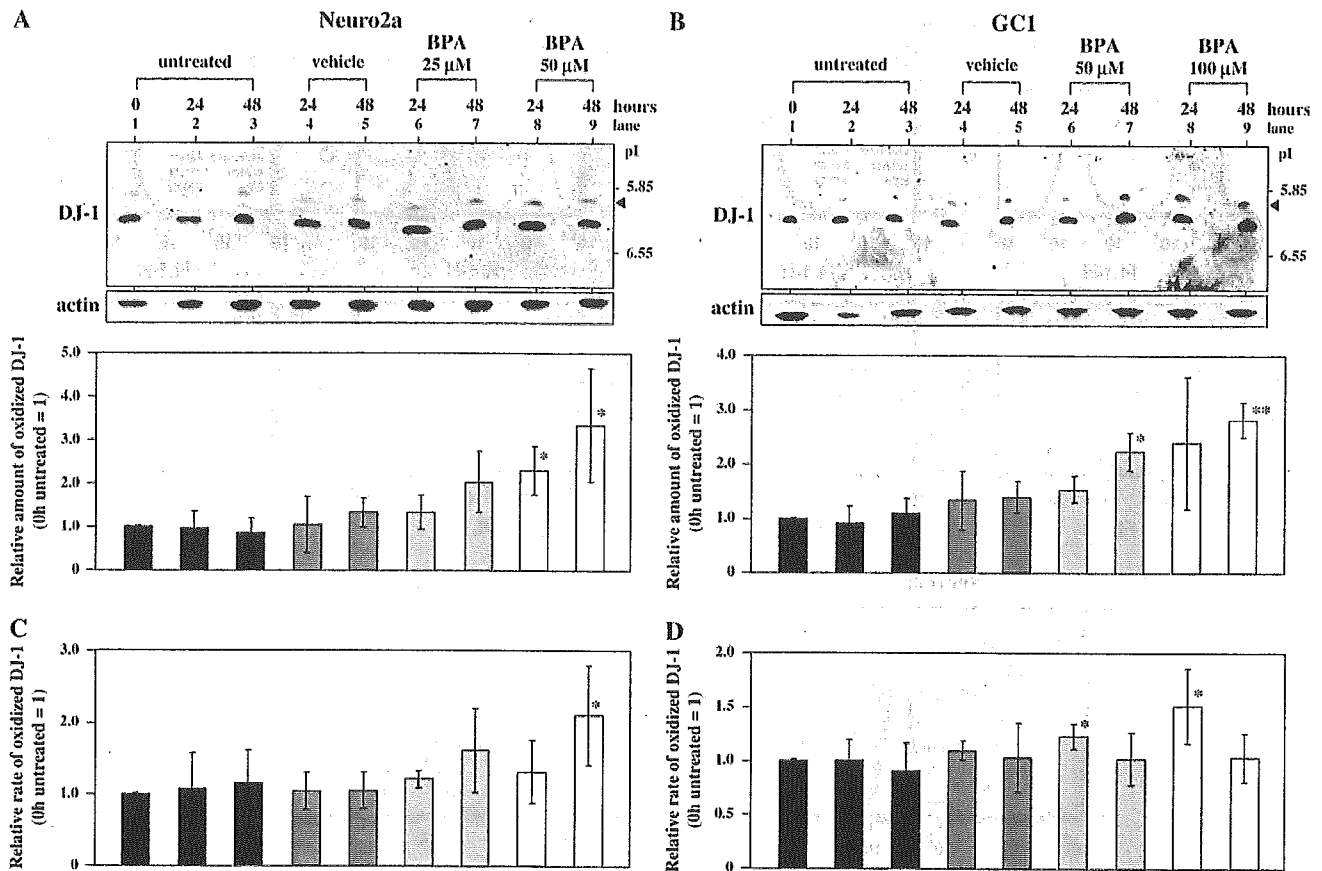 A
Neuro2a
untreated
vehicle
BPA
25 µM
BPA
50 µM
0 24 48 24 48 24 48 24 48 hours
1 2 3 4 5 6 7 8 9 lane
pI
5.85
DJ-1
6.55
actin
Relative amount of oxidized DJ-1
(0h untreated = 1)
5.0
4.0
3.0
2.0
1.0
0
*
*
B
GC1
untreated
vehicle
BPA
50 µM
BPA
100 µM
0 24 48 24 48 24 48 24 48 hours
1 2 3 4 5 6 7 8 9 lane
pI
5.85
DJ-1
6.55
actin
Relative amount of oxidized DJ-1
(0h untreated = 1)
4.0
3.0
2.0
1.0
0
*
**
C
Relative rate of oxidized DJ-1
(0h untreated = 1)
3.0
2.0
1.0
0
*
D
Relative rate of oxidized DJ-1
(0h untreated = 1)
2.0
1.5
1.0
0.5
0
*
*